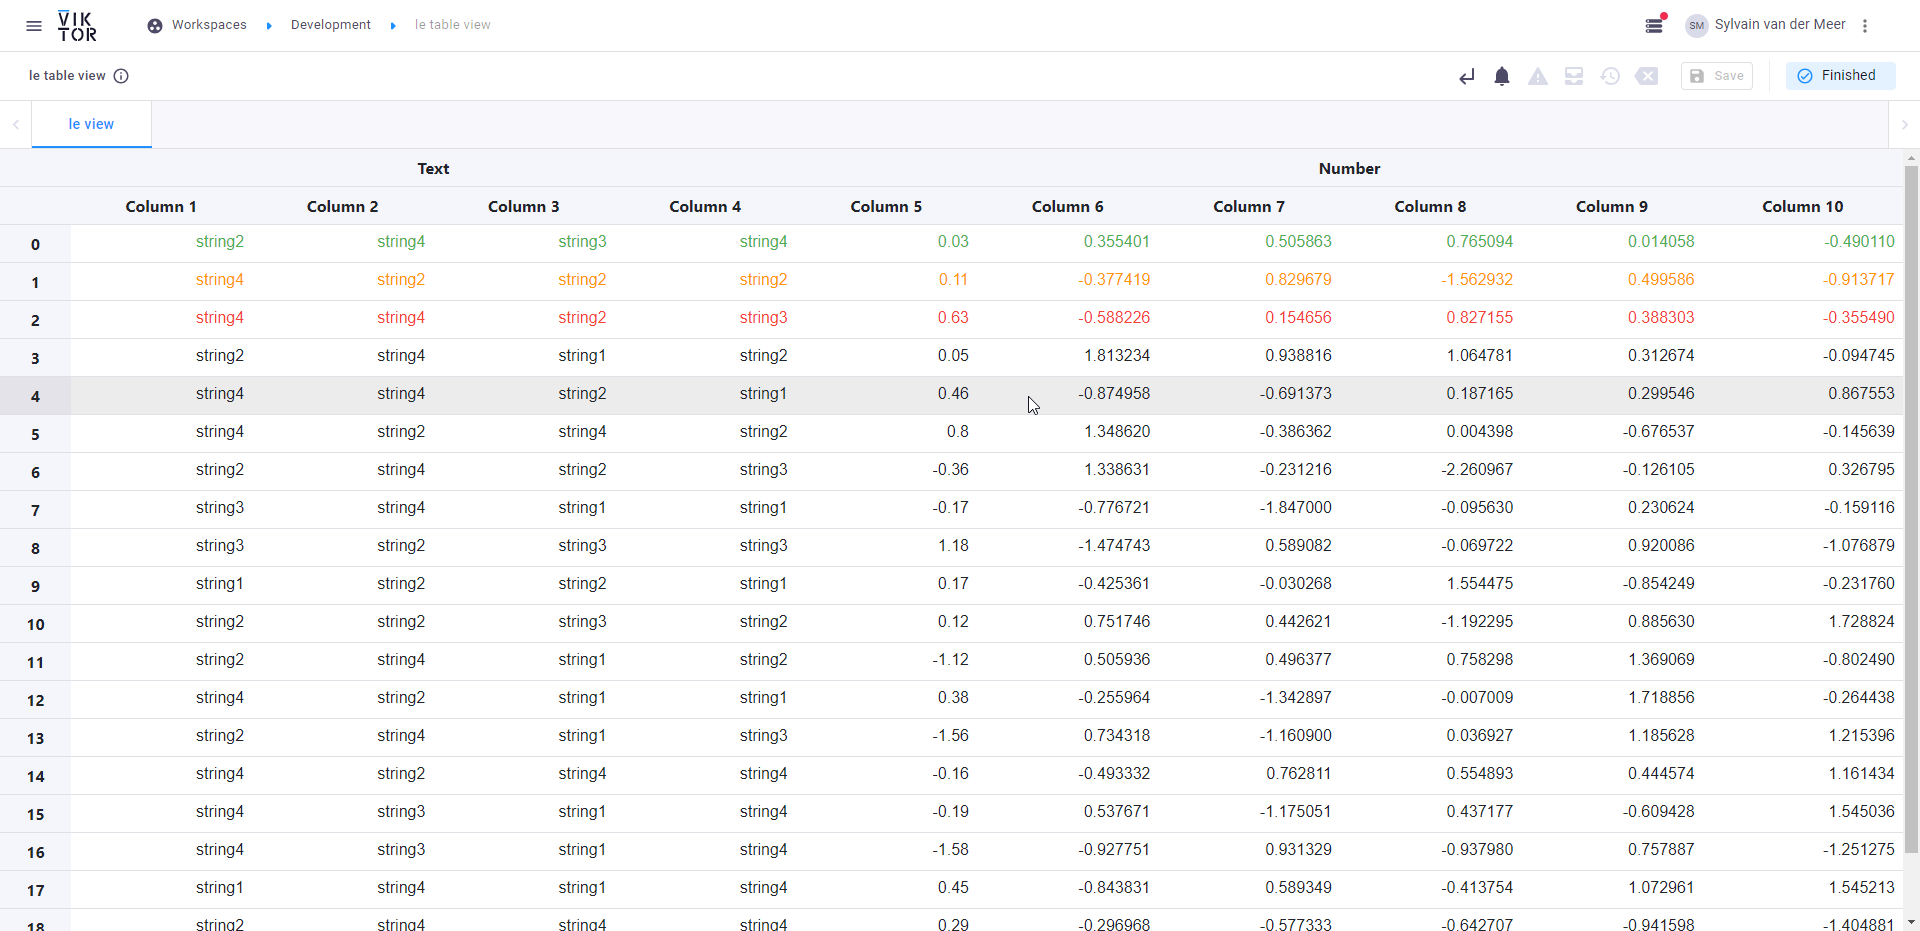 VIKTOR Workspaces Development le table view SM Sylvain van der Meer
le table view Save Finished
le view
Text Number
Column 1 Column 2 Column 3 Column 4 Column 5 Column 6 Column 7 Column 8 Column 9 Column 10
0 string2 string4 string3 string4 0.03 0.355401 0.505863 0.765094 0.014058 -0.490110
1 string4 string2 string2 string2 0.11 -0.377419 0.829679 -1.562932 0.499586 -0.913717
2 string4 string4 string2 string3 0.63 -0.588226 0.154656 0.827155 0.388303 -0.355490
3 string2 string4 string1 string2 0.05 1.813234 0.938816 1.064781 0.312674 -0.094745
4 string4 string4 string2 string1 0.46 -0.874958 -0.691373 0.187165 0.299546 0.867553
5 string4 string2 string4 string2 0.8 1.348620 -0.386362 0.004398 -0.676537 -0.145639
6 string2 string4 string2 string3 -0.36 1.338631 -0.231216 -2.260967 -0.126105 0.326795
7 string3 string4 string1 string1 -0.17 -0.776721 -1.847000 -0.095630 0.230624 -0.159116
8 string3 string2 string3 string3 1.18 -1.474743 0.589082 -0.069722 0.920086 -1.076879
9 string1 string2 string2 string1 0.17 -0.425361 -0.030268 1.554475 -0.854249 -0.231760
10 string2 string2 string3 string2 0.12 0.751746 0.442621 -1.192295 0.885630 1.728824
11 string2 string4 string1 string2 -1.12 0.505936 0.496377 0.758298 1.369069 -0.802490
12 string4 string2 string1 string1 0.38 -0.255964 -1.342897 -0.007009 1.718856 -0.264438
13 string2 string4 string1 string3 -1.56 0.734318 -1.160900 0.036927 1.185628 1.215396
14 string4 string2 string4 string4 -0.16 -0.493332 0.762811 0.554893 0.444574 1.161434
15 string4 string3 string1 string4 -0.19 0.537671 -1.175051 0.437177 -0.609428 1.545036
16 string4 string3 string1 string4 -1.58 -0.927751 0.931329 -0.937980 0.757887 -1.251275
17 string1 string4 string1 string4 0.45 -0.843831 0.589349 -0.413754 1.072961 1.545213
18 string2 string4 string4 string4 0.29 -0.296968 -0.577333 -0.642707 -0.941598 -1.404881